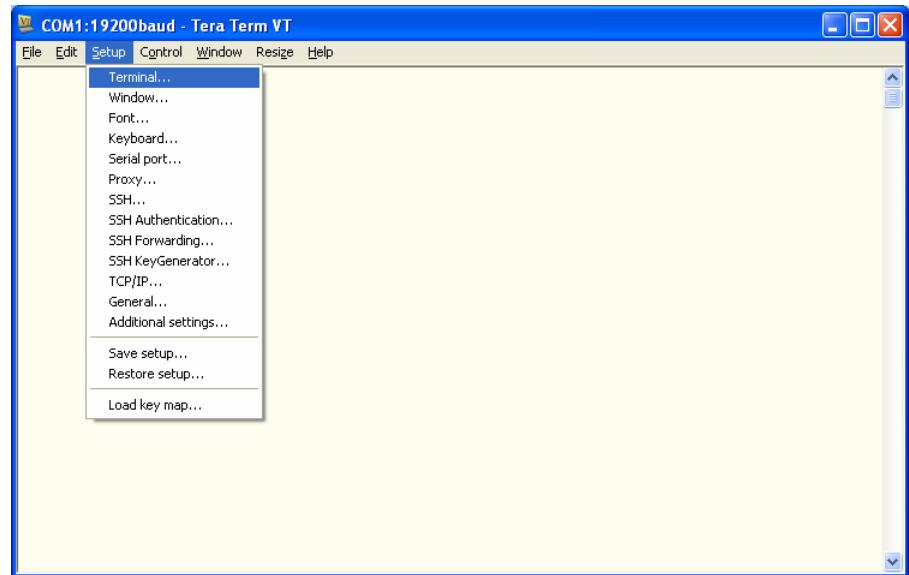 COM1:19200baud - Tera Term VT
File Edit Setup Control Window Resize Help
Terminal...
Window...
Font...
Keyboard...
Serial port...
Proxy...
SSH...
SSH Authentication...
SSH Forwarding...
SSH KeyGenerator...
TCP/IP...
General...
Additional settings...
Save setup...
Restore setup...
Load key map...